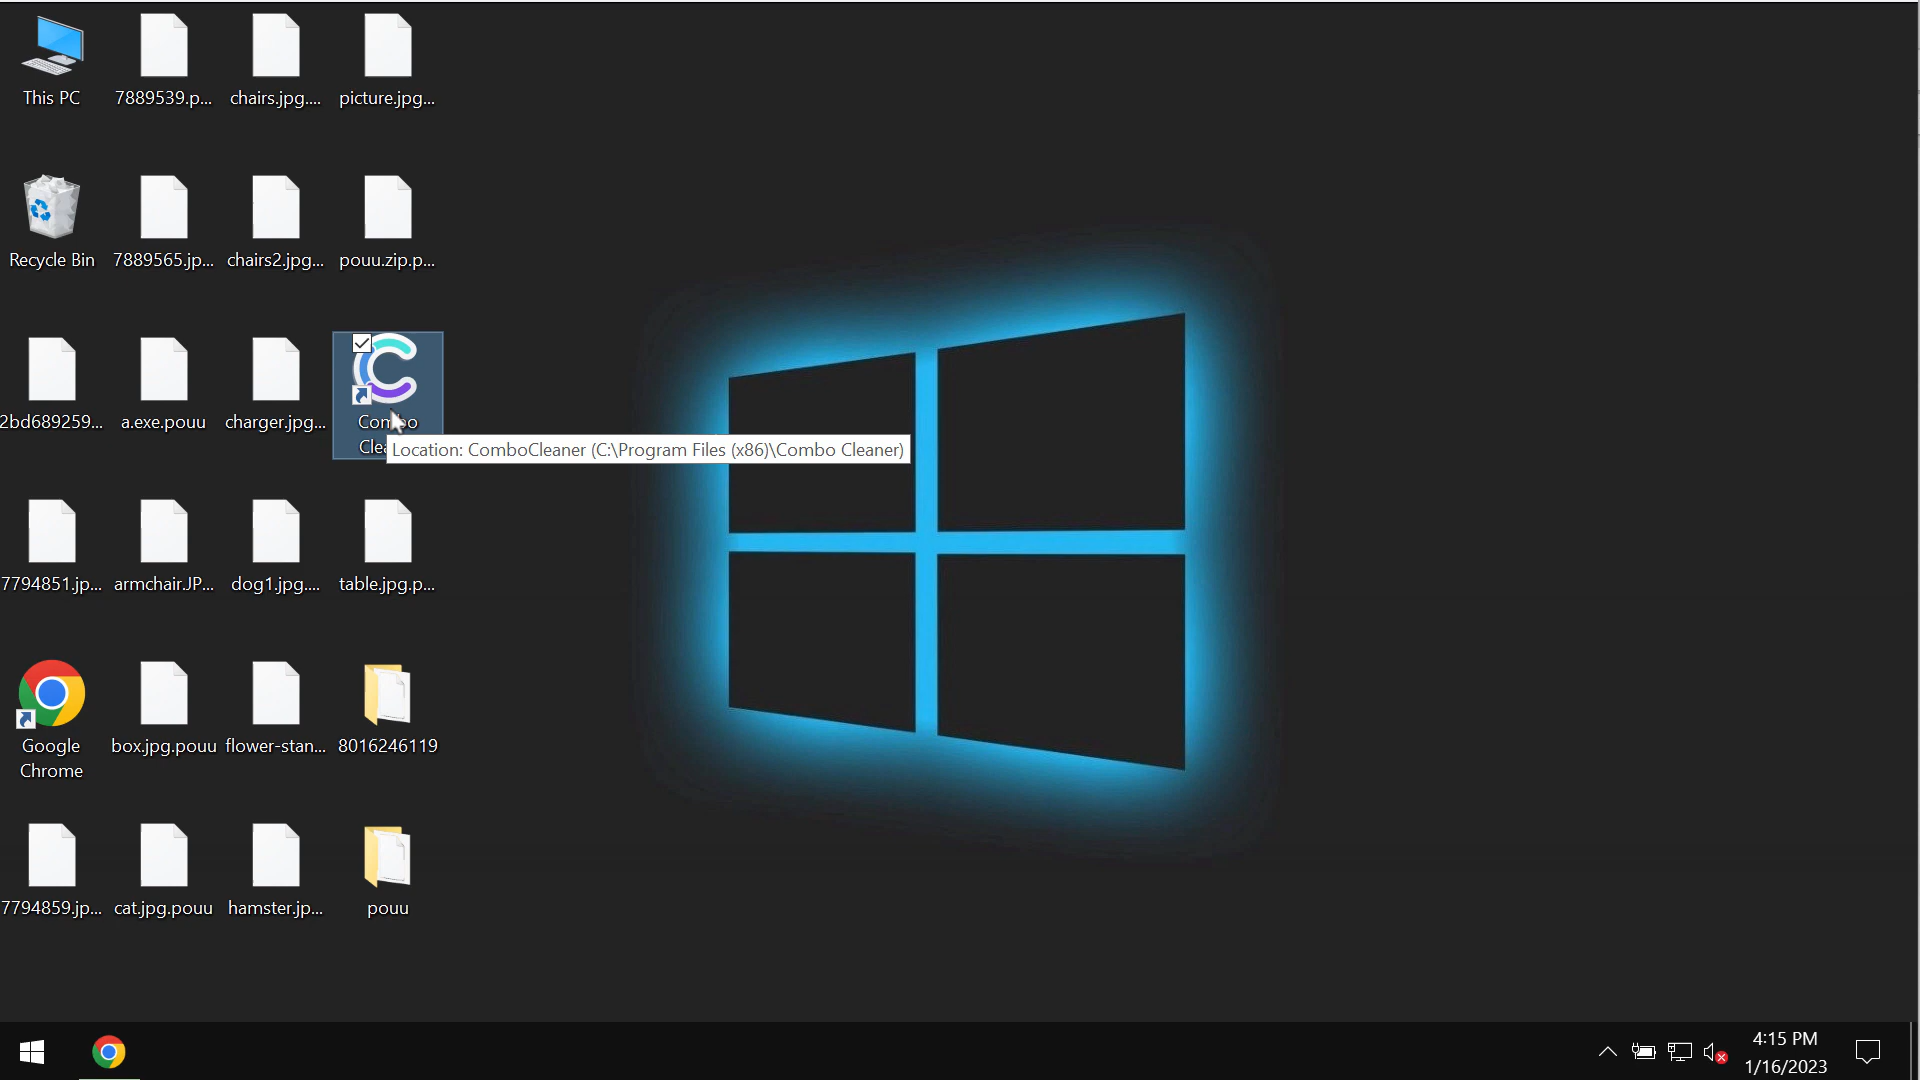 This PC
7889539.p...
chairs.jpg....
picture.jpg...
Recycle Bin
7889565.jp...
chairs2.jpg...
pouu.zip.p...
2bd689259...
a.exe.pouu
charger.jpg...
Combo
Location: ComboCleaner (C:\Program Files (x86)\Combo Cleaner)
7794851.jp...
armchair.JP...
dog1.jpg....
table.jpg.p...
Google
Chrome
box.jpg.pouu
flower-stan...
8016246119
7794859.jp...
cat.jpg.pouu
hamster.jp...
pouu
4:15 PM
1/16/2023